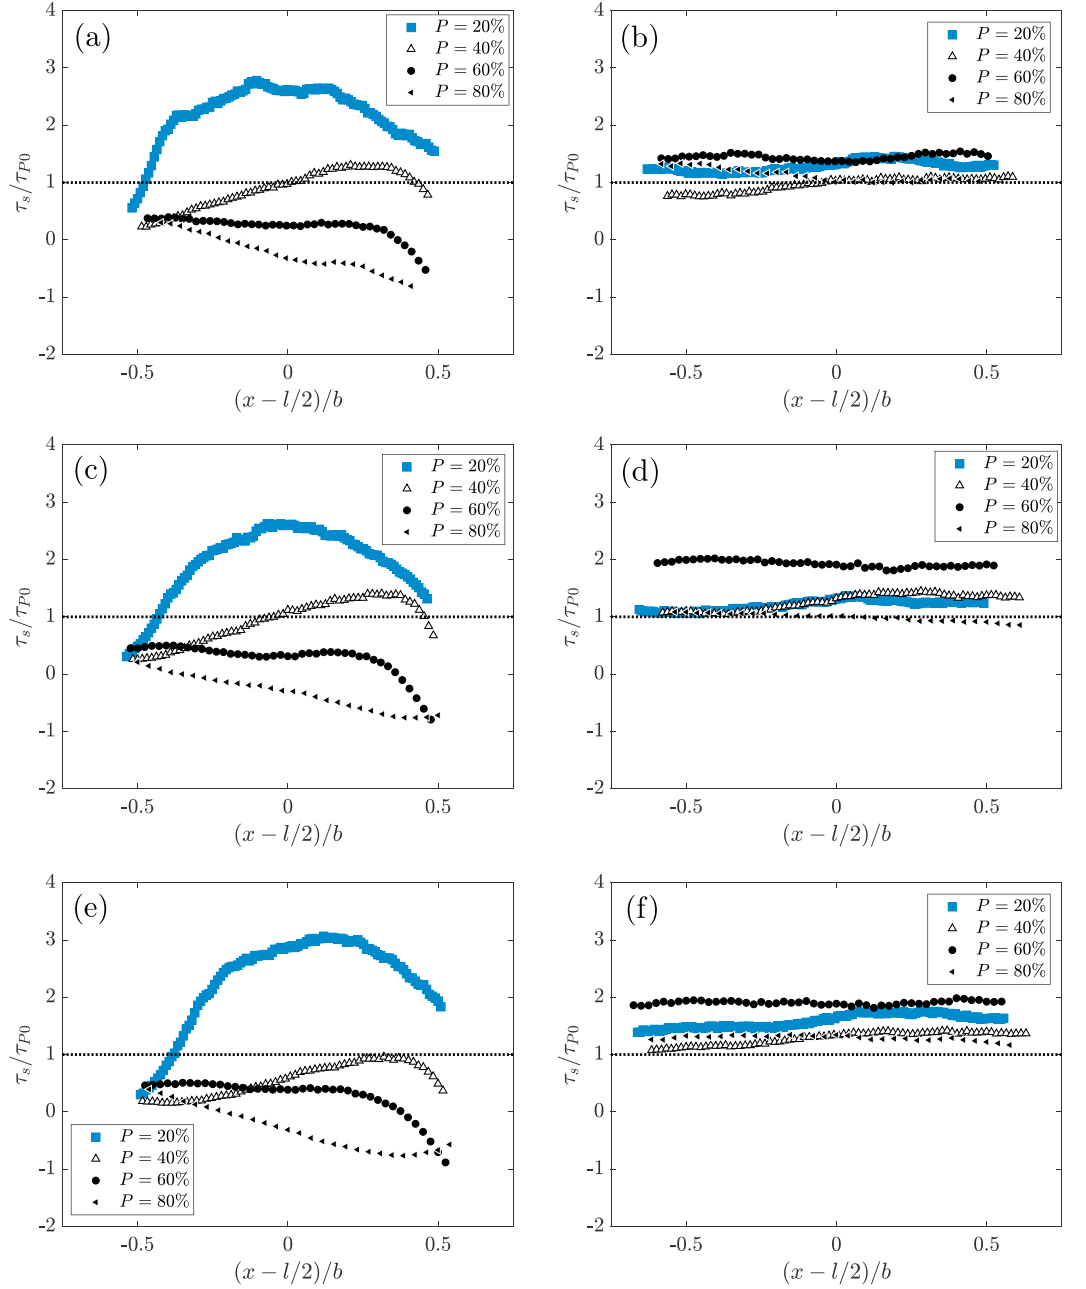 (a)
P = 20%
P = 40%
P = 60%
P = 80%
4
3
2
1
0
-1
-2
τs/τP0
-0.5
0
0.5
(x − l/2)/b
(b)
P = 20%
P = 40%
P = 60%
P = 80%
4
3
2
1
0
-1
-2
τs/τP0
-0.5
0
0.5
(x − l/2)/b
(c)
P = 20%
P = 40%
P = 60%
P = 80%
4
3
2
1
0
-1
-2
τs/τP0
-0.5
0
0.5
(x − l/2)/b
(d)
P = 20%
P = 40%
P = 60%
P = 80%
4
3
2
1
0
-1
-2
τs/τP0
-0.5
0
0.5
(x − l/2)/b
(e)
4
3
2
1
0
-1
-2
τs/τP0
P = 20%
P = 40%
P = 60%
P = 80%
-0.5
0
0.5
(x − l/2)/b
(f)
P = 20%
P = 40%
P = 60%
P = 80%
4
3
2
1
0
-1
-2
τs/τP0
-0.5
0
0.5
(x − l/2)/b